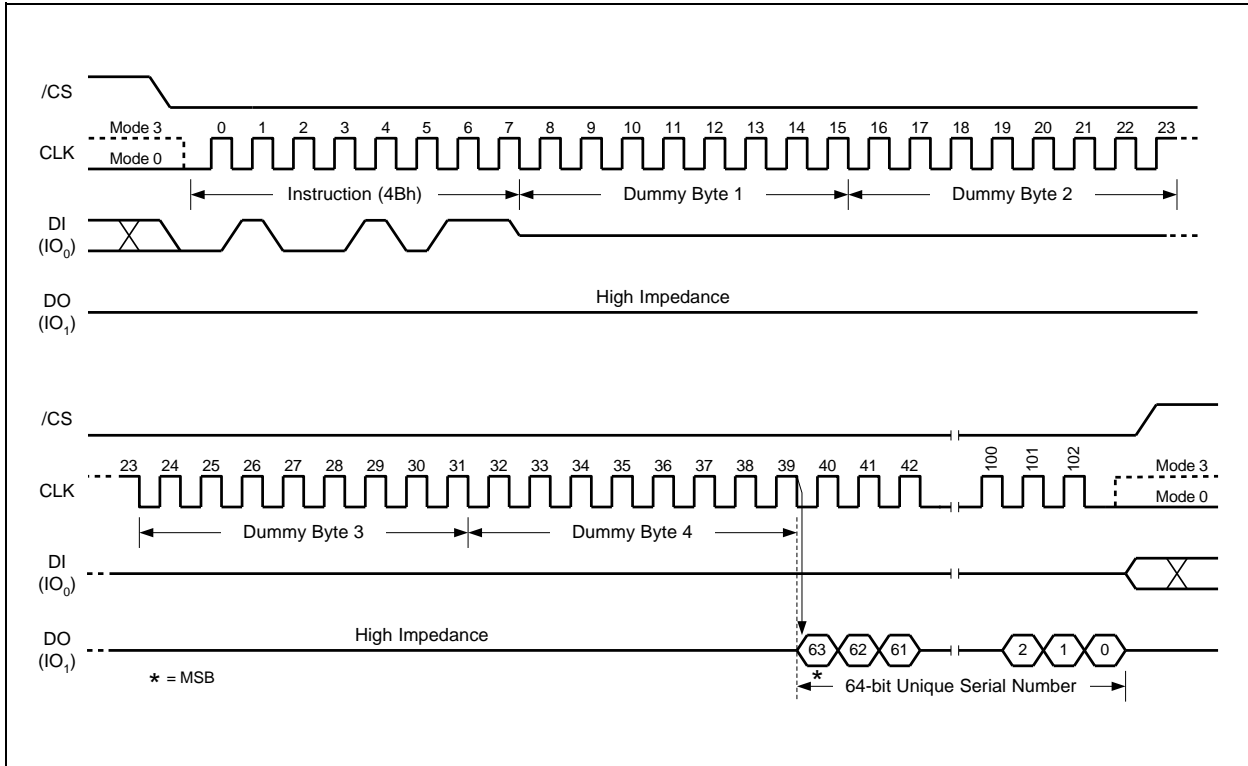 /CS
Mode 3 0 1 2 3 4 5 6 7 8 9 10 11 12 13 14 15 16 17 18 19 20 21 22 23
CLK
Mode 0
Instruction (4Bh) Dummy Byte 1 Dummy Byte 2
DI
(IO0)
High Impedance
DO
(IO1)
/CS
23 24 25 26 27 28 29 30 31 32 33 34 35 36 37 38 39 40 41 42 100 101 102 Mode 3
CLK
Mode 0
Dummy Byte 3 Dummy Byte 4
DI
(IO0)
High Impedance
DO
(IO1)
63 62 61 2 1 0
* = MSB
*
64-bit Unique Serial Number